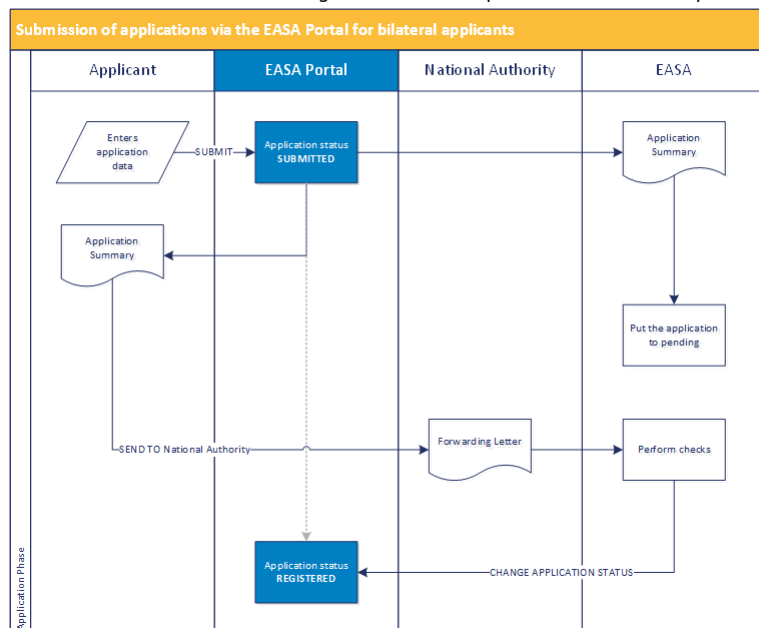 Submission of applications via the EASA Portal for bilateral applicants
Applicant
EASA Portal
National Authority
EASA
Enters
application
data
SUBMIT
Application status
SUBMITTED
Application
Summary
Application
Summary
Put the application
to pending
SEND TO National Authority
Forwarding Letter
Perform checks
Application status
REGISTERED
CHANGE APPLICATION STATUS
Application Phase